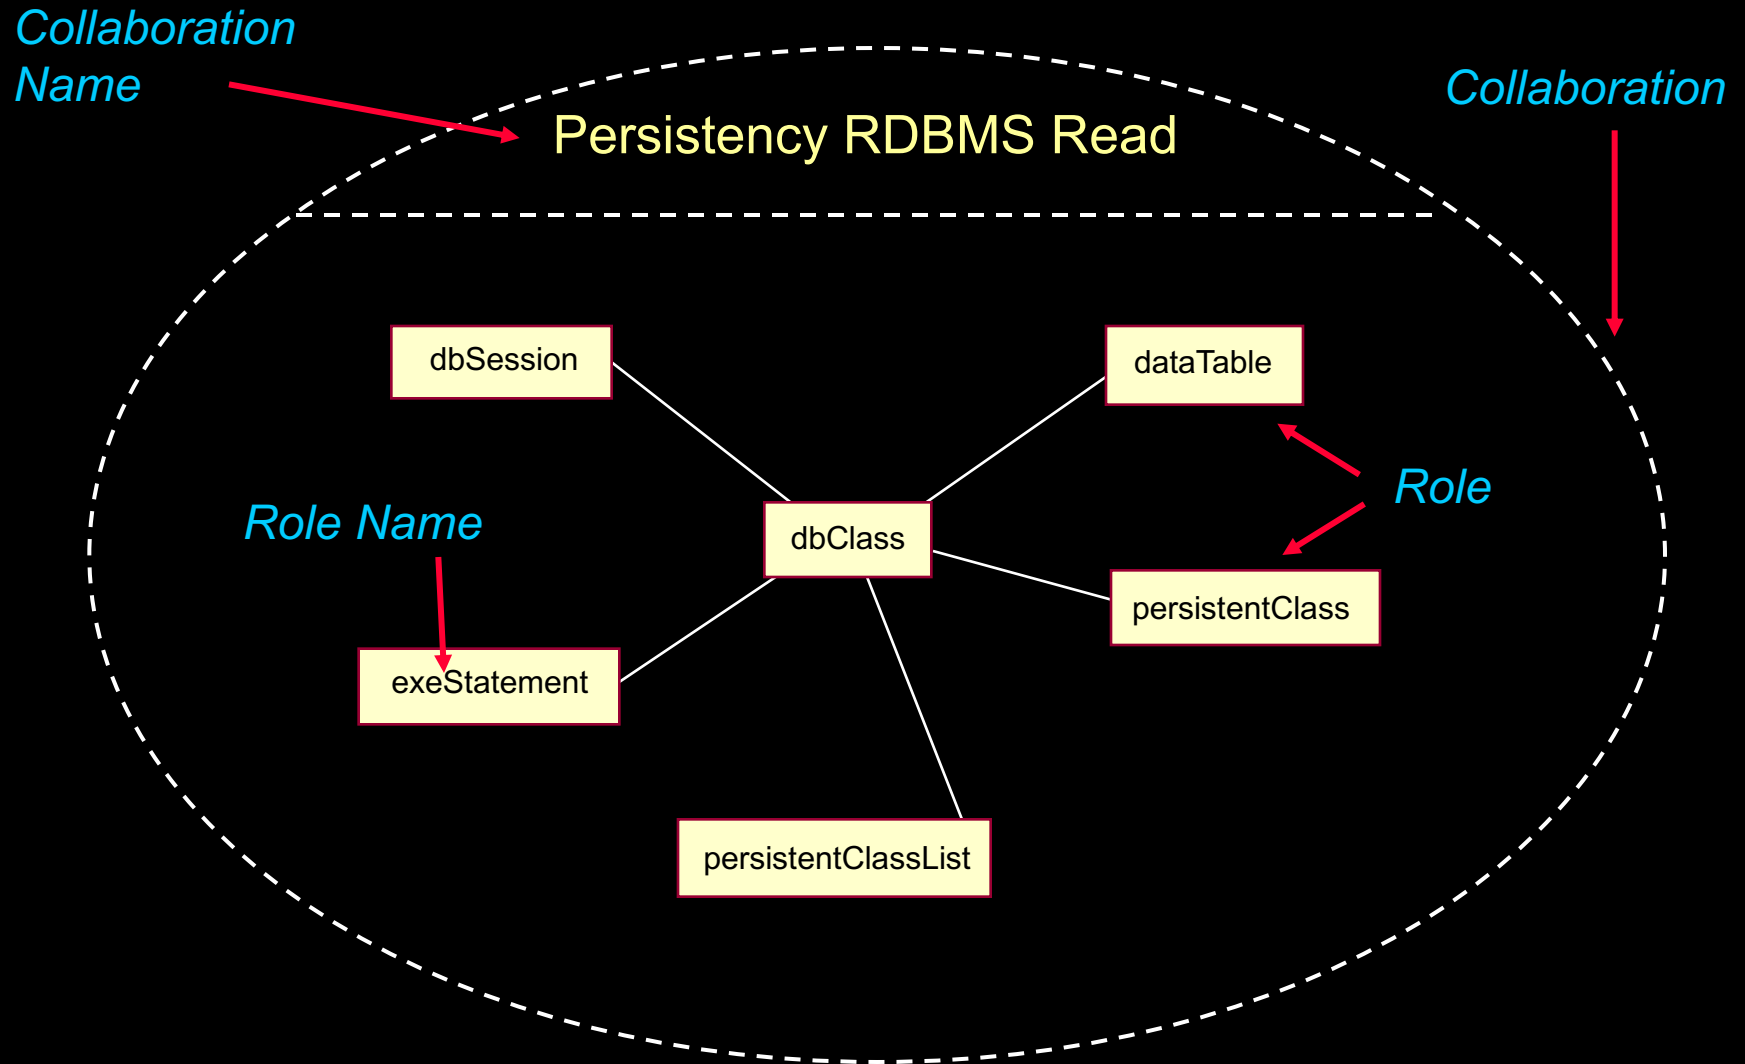 Collaboration
Name
Collaboration
Persistency RDBMS Read
dbSession
dataTable
Role
Role Name
dbClass
persistentClass
exeStatement
persistentClassList